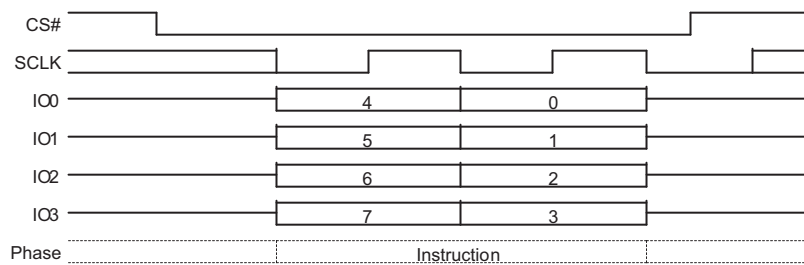 CS#
SCLK
IO0 4 0
IO1 5 1
IO2 6 2
IO3 7 3
Phase Instruction